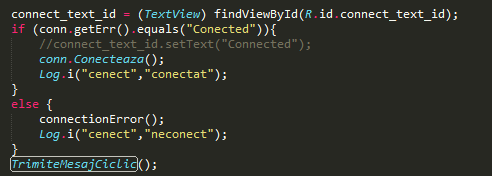 connect_text_id = (TextView) findViewById(R.id.connect_text_id);
if (conn.getErr().equals("Conected")){
//connect_text_id.setText("Connected");
conn.Conecteaza();
Log.i("cenect","conectat");
}
else {
connectionError();
Log.i("cenect","neconect");
}
TrimiteMesajCiclic();